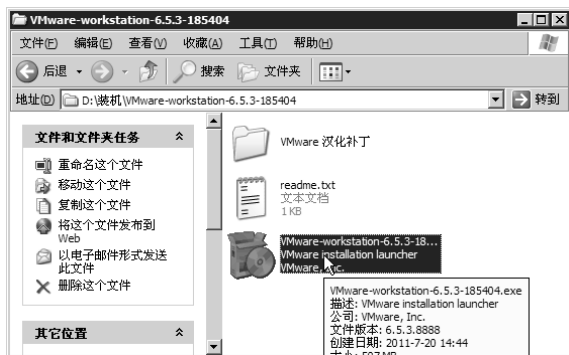 VMware-workstation-6.5.3-185404
文件(F) 编辑(E) 查看(V) 收藏(A) 工具(T) 帮助(H)
后退 搜索 文件夹
地址(D) D:\装机\VMware-workstation-6.5.3-185404 转到
文件和文件夹任务
重命名这个文件
移动这个文件
复制这个文件
将这个文件发布到
Web
以电子邮件形式发送
此文件
删除这个文件
其它位置
VMware 汉化补丁
readme.txt
文本文档
1 KB
VMware-workstation-6.5.3-18...
VMware installation launcher
VMware, Inc.
VMware-workstation-6.5.3-185404.exe
描述: VMware installation launcher
公司: VMware, Inc.
文件版本: 6.5.3.8888
创建日期: 2011-7-20 14:44
大小: 507 MB